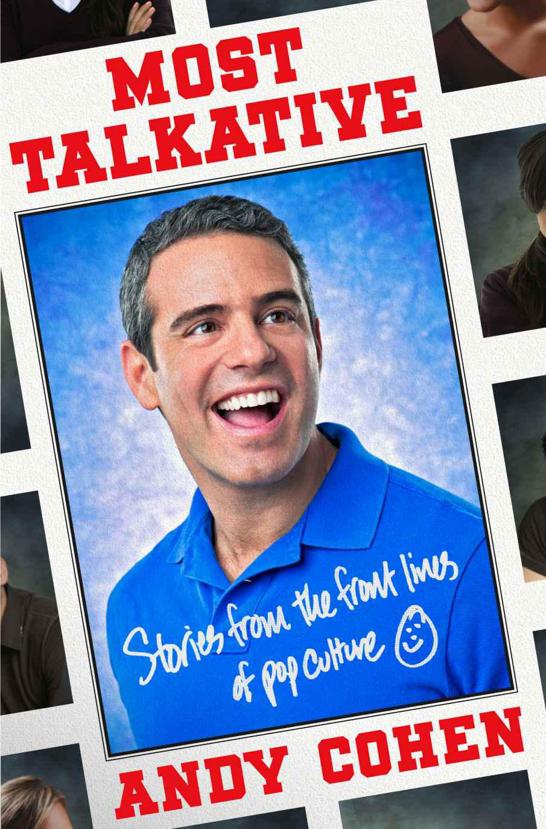 MOST
TALKATIVE
Stories from the front lines
of pop culture
ANDY COHEN